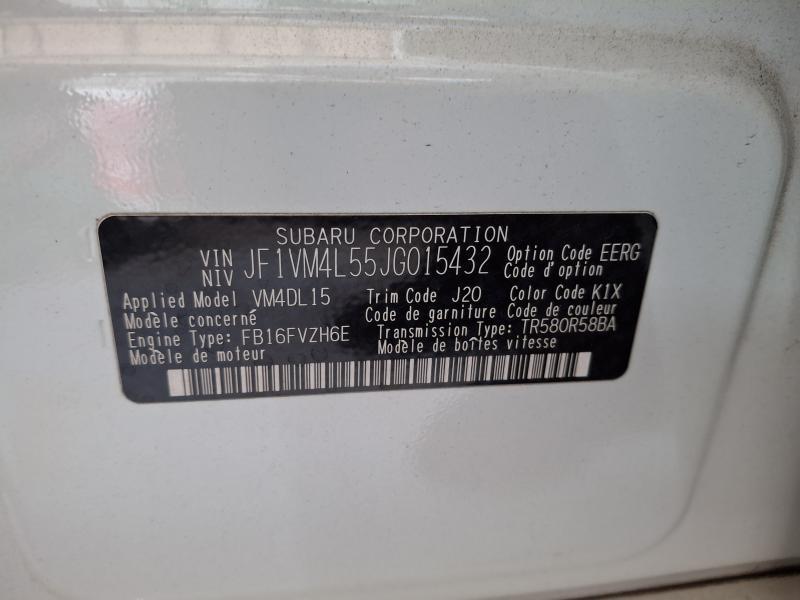 SUBARU CORPORATION
VIN NIV JF1VM4L55JG015432 Option Code EERG
Code d'option
Applied Model VM4DL15 Trim Code J20 Color Code K1X
Modèle concerné Code de garniture Code de couleur
Engine Type: FB16FVZH6E Transmission Type: TR580R58BA
Modèle de moteur Modèle de boîtes vitesse